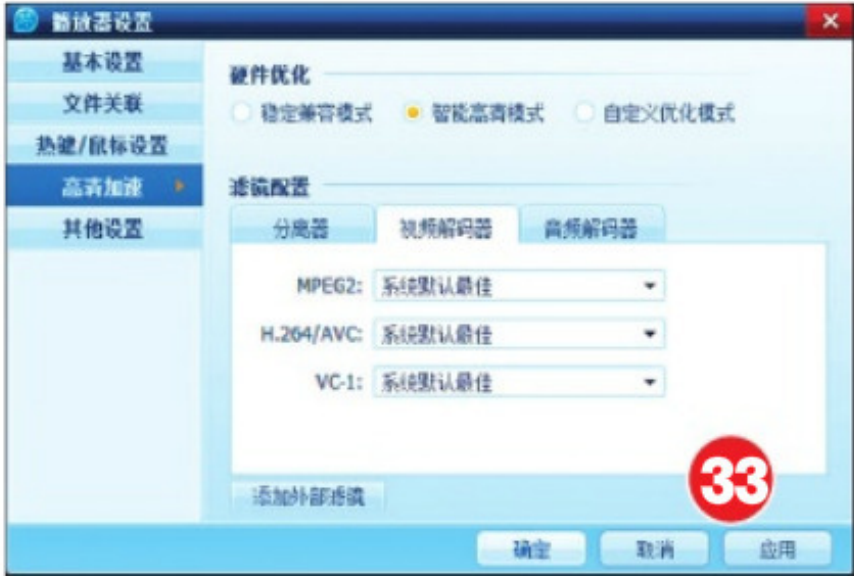 播放器设置
基本设置
文件关联
热键/鼠标设置
高清加速
其他设置
硬件优化
稳定兼容模式 智能高清模式 自定义优化模式
滤镜配置
分离器 视频解码器 音频解码器
MPEG2: 系统默认最佳
H.264/AVC: 系统默认最佳
VC-1: 系统默认最佳
添加外部滤镜
33
确定 取消 应用